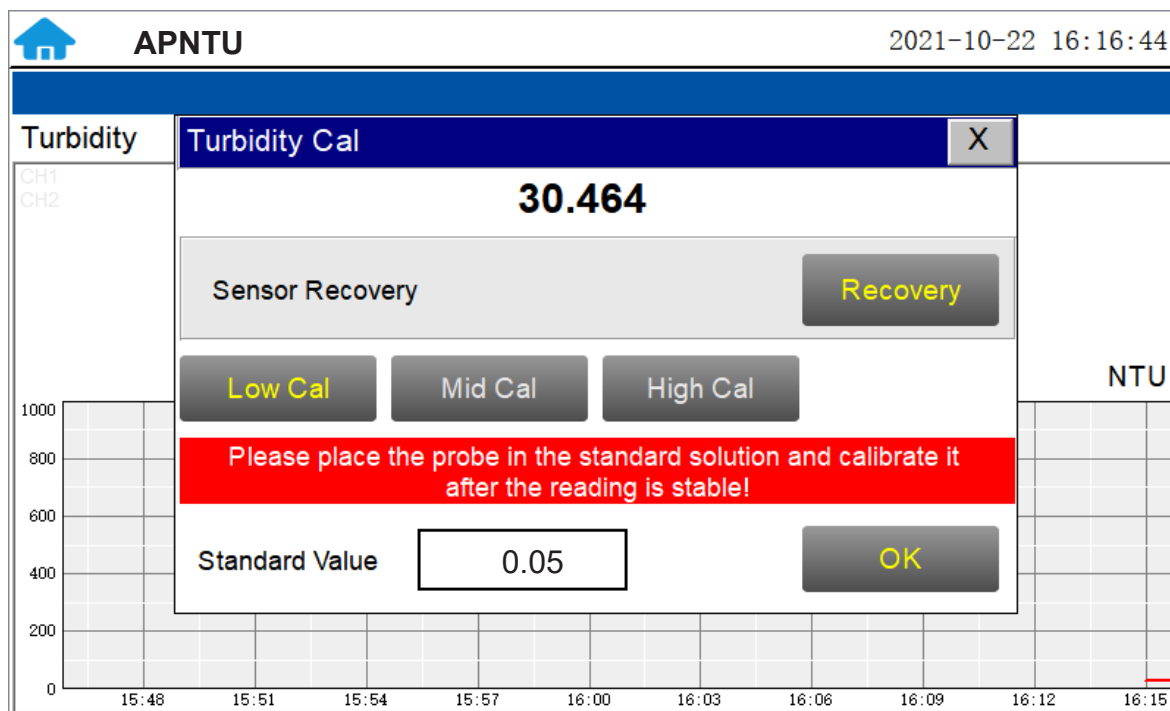 APNTU
2021-10-22 16:16:44
Turbidity
Turbidity Cal
X
CH1
CH2
30.464
Sensor Recovery
Recovery
Low Cal
Mid Cal
High Cal
NTU
Please place the probe in the standard solution and calibrate it
after the reading is stable!
Standard Value
0.05
OK
1000
800
600
400
200
0
15:48
15:51
15:54
15:57
16:00
16:03
16:06
16:09
16:12
16:15